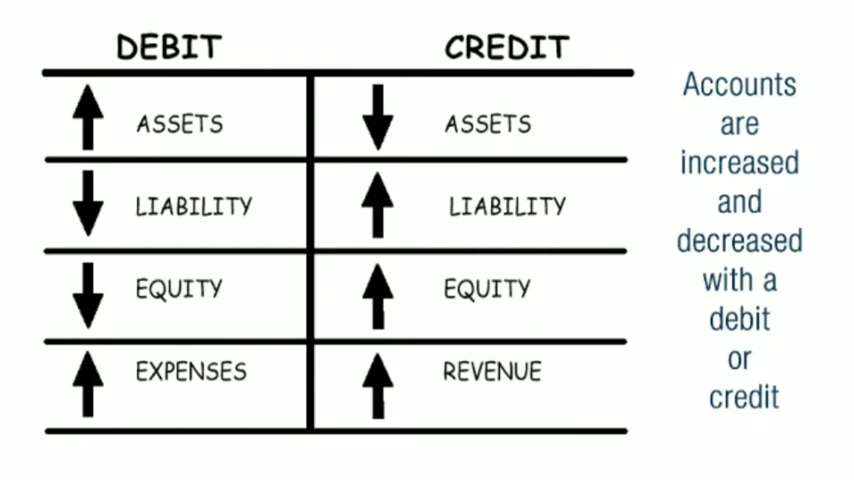 DEBIT CREDIT
ASSETS ASSETS
LIABILITY LIABILITY
EQUITY EQUITY
EXPENSES REVENUE
Accounts
are
increased
and
decreased
with a
debit
or
credit